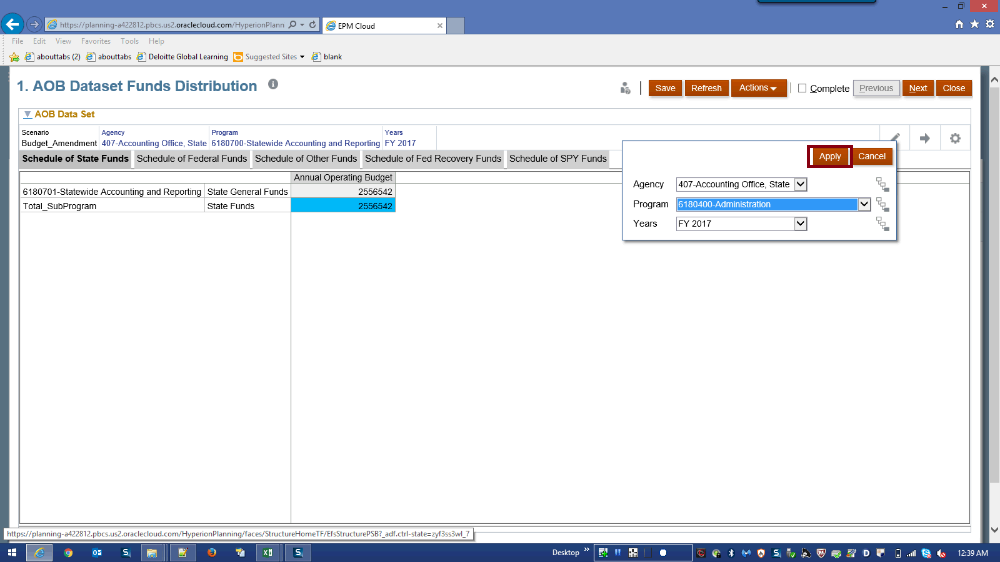 https://planning-a422812.pbcs.us2.oraclecloud.com/HyperionPlann
EPM Cloud
File Edit View Favorites Tools Help
abouttabs (2) abouttabs Deloitte Global Learning Suggested Sites blank
1. AOB Dataset Funds Distribution
Save Refresh Actions Complete Previous Next Close
AOB Data Set
Scenario Agency Program Years
Budget_Amendment 407-Accounting Office, State 6180700-Statewide Accounting and Reporting FY 2017
Schedule of State Funds Schedule of Federal Funds Schedule of Other Funds Schedule of Fed Recovery Funds Schedule of SPY Funds
Apply Cancel
Annual Operating Budget
6180701-Statewide Accounting and Reporting State General Funds 2556542
Total_SubProgram State Funds 2556542
Agency 407-Accounting Office, State
Program 6180400-Administration
Years FY 2017
https://planning-a422812.pbcs.us2.oraclecloud.com/HyperionPlanning/faces/StructureHomeTF/EfsStructurePSB?_adf.ctrl-state=zyf3ss3wl_7
Desktop 12:39 AM